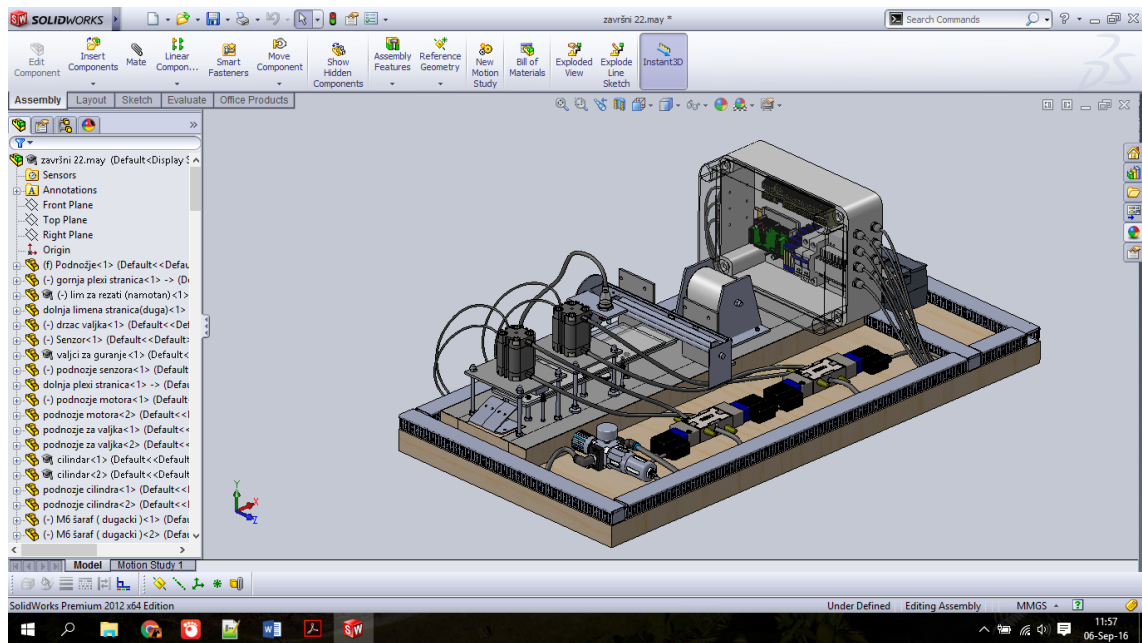 SOLIDWORKS
završni 22.may *
Search Commands
Edit Component
Insert Components
Mate
Linear Compon...
Smart Fasteners
Move Component
Show Hidden Components
Assembly Features
Reference Geometry
New Motion Study
Bill of Materials
Exploded View
Explode Line Sketch
Instant3D
Assembly Layout Sketch Evaluate Office Products
završni 22.may (Default<Display S
Sensors
Annotations
Front Plane
Top Plane
Right Plane
Origin
(f) Podnožje<1> (Default<<Defau
(-) gornja plexi stranica<1> -> (De
(-) lim za rezati (namotan)<1>
dolnja limena stranica(duga)<1>
(-) drzac valjka<1> (Default<<Def
(-) Senzor<1> (Default<<Default>
valjci za guranje<1> (Default<
(-) podnozje senzora<1> (Default
dolnja plexi stranica<1> -> (Defau
(-) podnozje motora<1> (Default
podnozje motora<2> (Default<<
podnozje za valjka<1> (Default<
podnozje za valjka<2> (Default<
cilindar<1> (Default<<Default
cilindar<2> (Default<<Default
podnozje cilindra<1> (Default<<
podnozje cilindra<2> (Default<<
(-) M6 šaraf ( dugacki )<1> (Defau
(-) M6 šaraf ( dugacki )<2> (Defau
Y
X
Z
Model Motion Study 1
SolidWorks Premium 2012 x64 Edition
Under Defined Editing Assembly MMGS
11:57
06-Sep-16